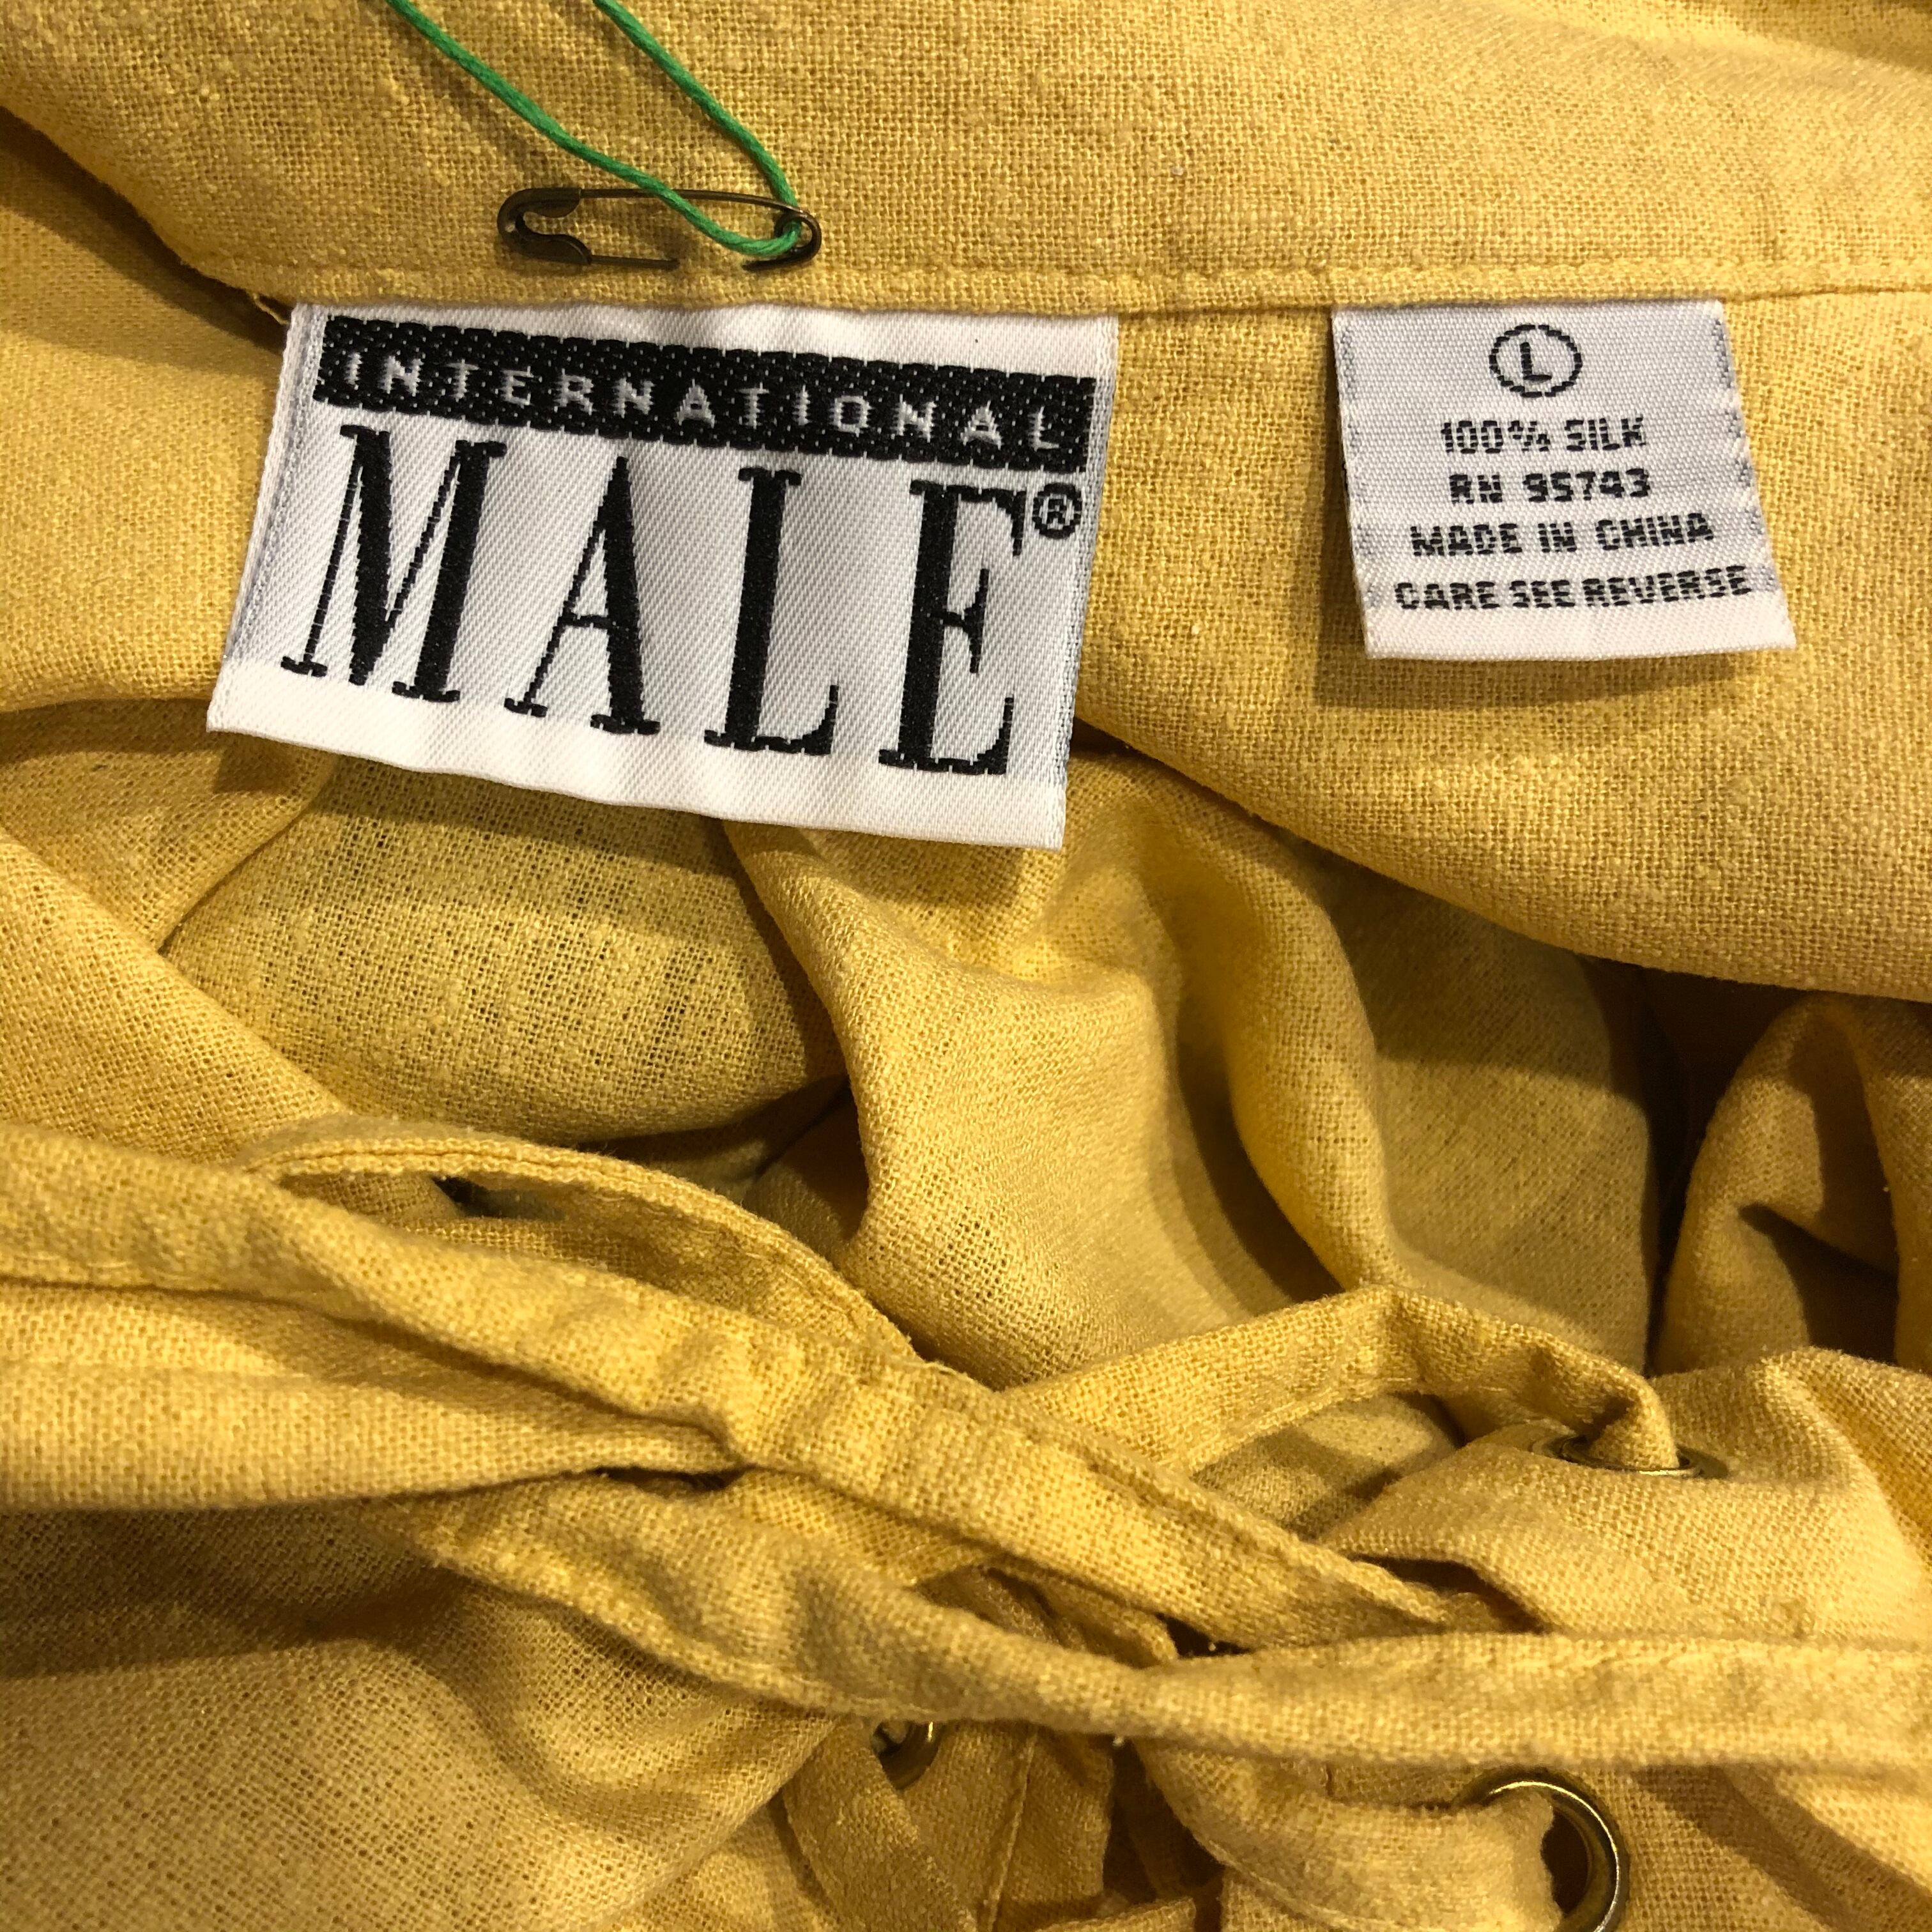 INTERNATIONAL
MALE®
L
100% SILK
RN 95743
MADE IN CHINA
CARE SEE REVERSE